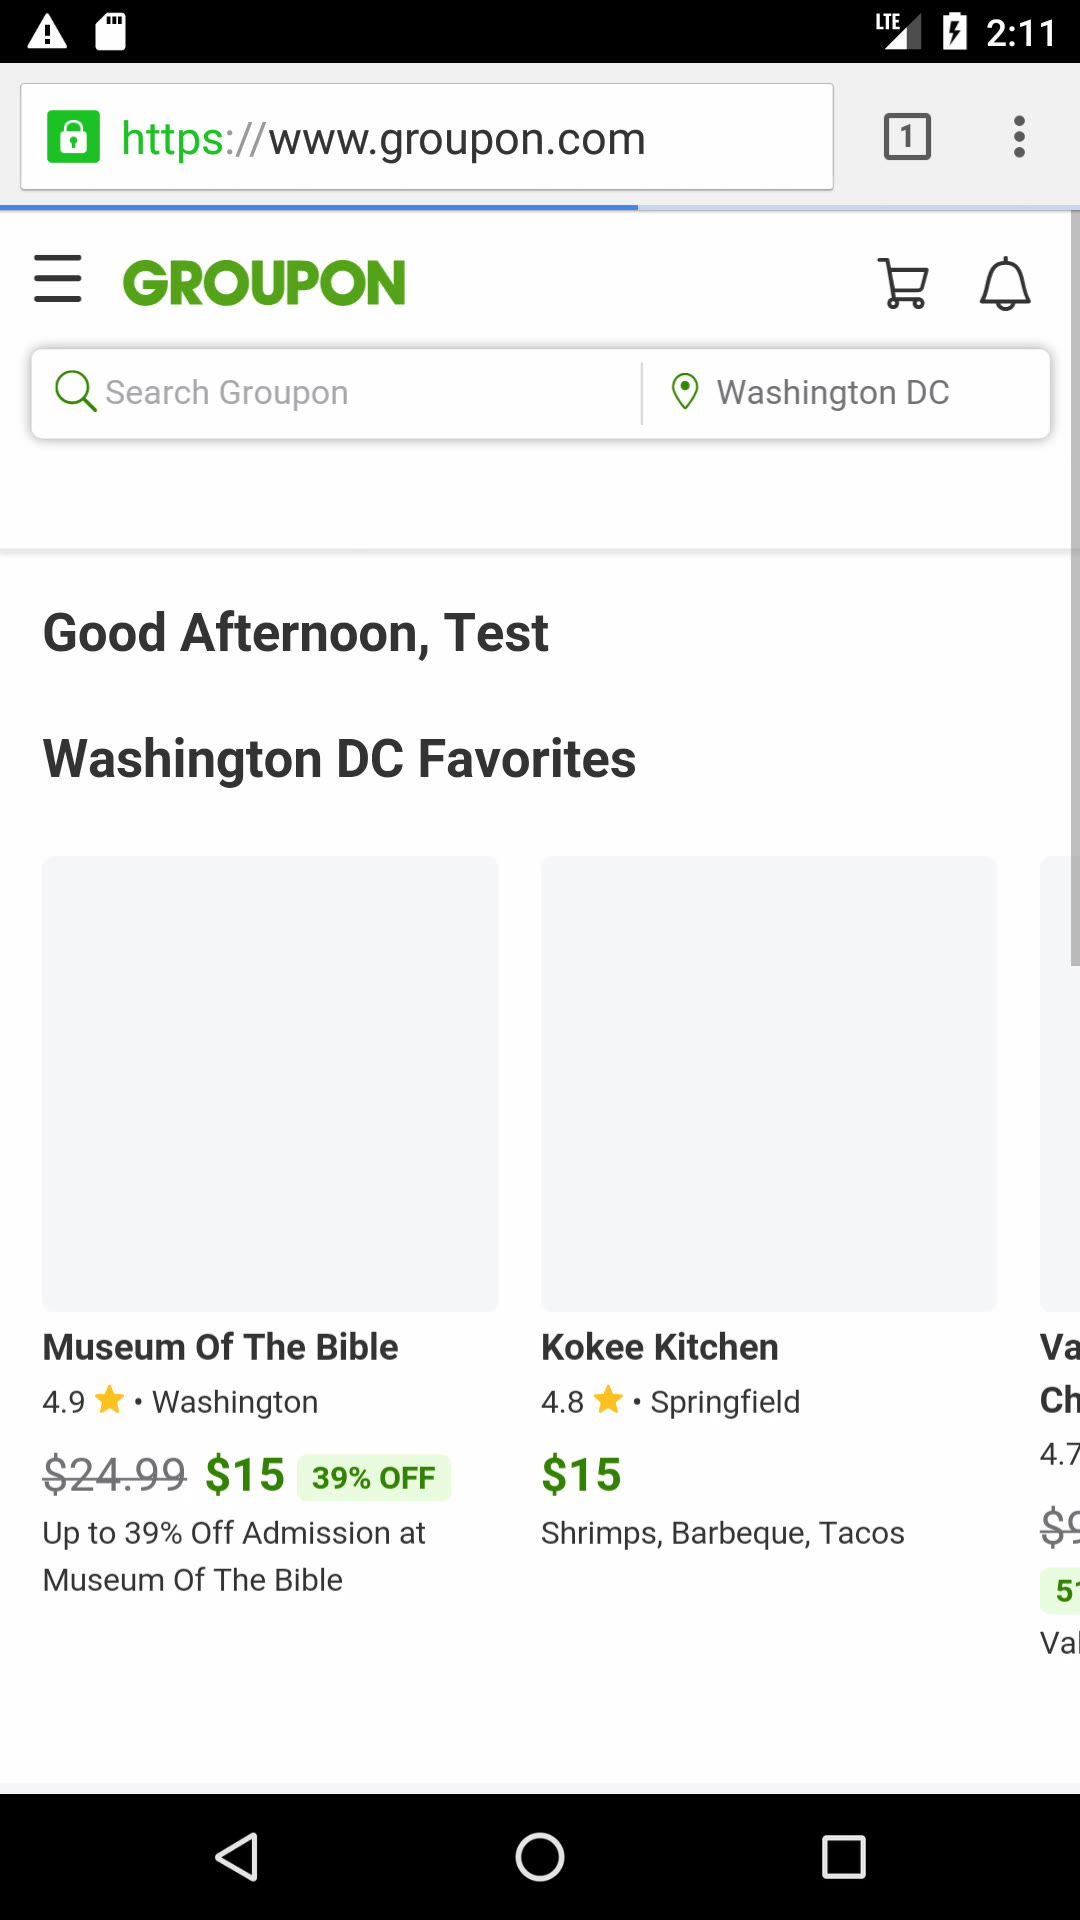 LTE 2:11
https://www.groupon.com 1
GROUPON
Search Groupon Washington DC
Good Afternoon, Test
Washington DC Favorites
Museum Of The Bible
4.9 • Washington
$24.99 $15 39% OFF
Up to 39% Off Admission at
Museum Of The Bible
Kokee Kitchen
4.8 • Springfield
$15
Shrimps, Barbeque, Tacos
Va
Ch
4.7
$9
51
Val